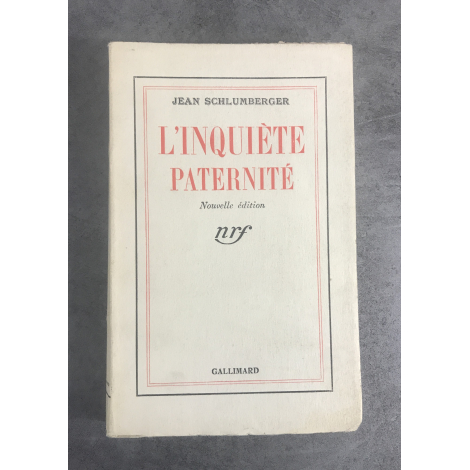 JEAN SCHLUMBERGER
L'INQUIÈTE
PATERNITÉ
Nouvelle édition
nrf
GALLIMARD